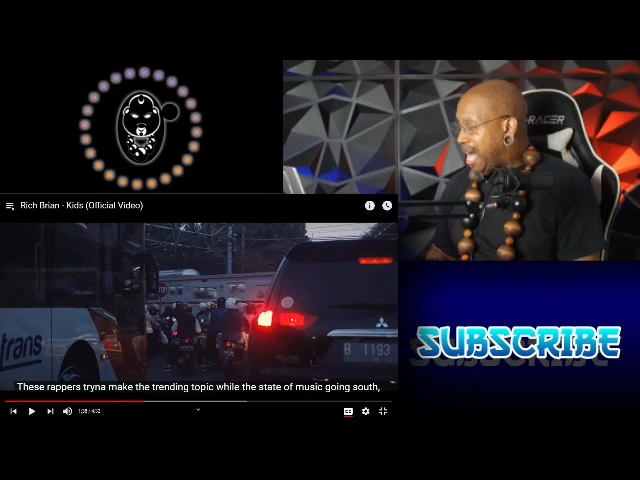 Rich Brian - Kids (Official Video)
-RACER
trans
B 1193
SUBSCRIBE
These rappers tryna make the trending topic while the state of music going south,
1:38 / 4:32